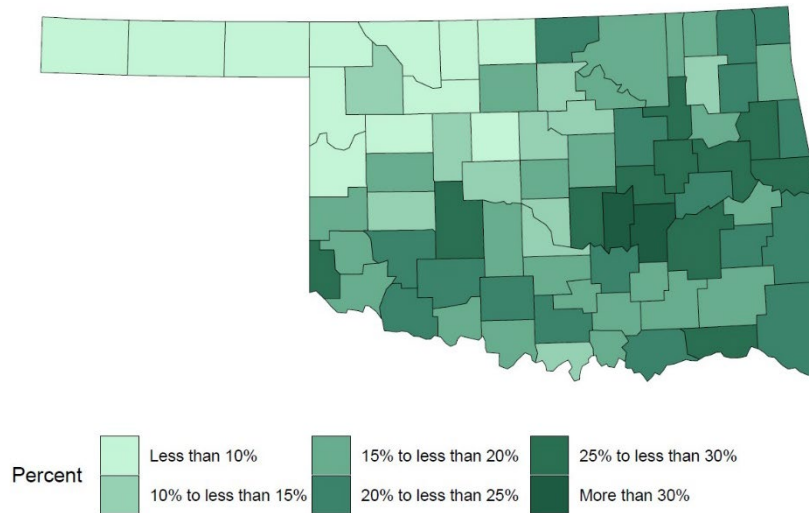 Percent
Less than 10%
15% to less than 20%
25% to less than 30%
10% to less than 15%
20% to less than 25%
More than 30%